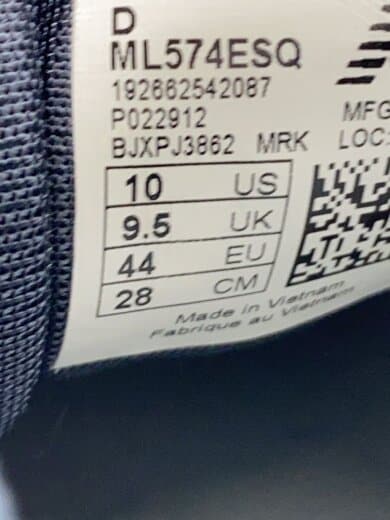 D
ML574ESQ
192662542087
P022912
BJXPJ3862 MRK
MFG
LOC:
10 US
9.5 UK
44 EU
28 CM
Made in Vietnam
Fabrique au Vietnam